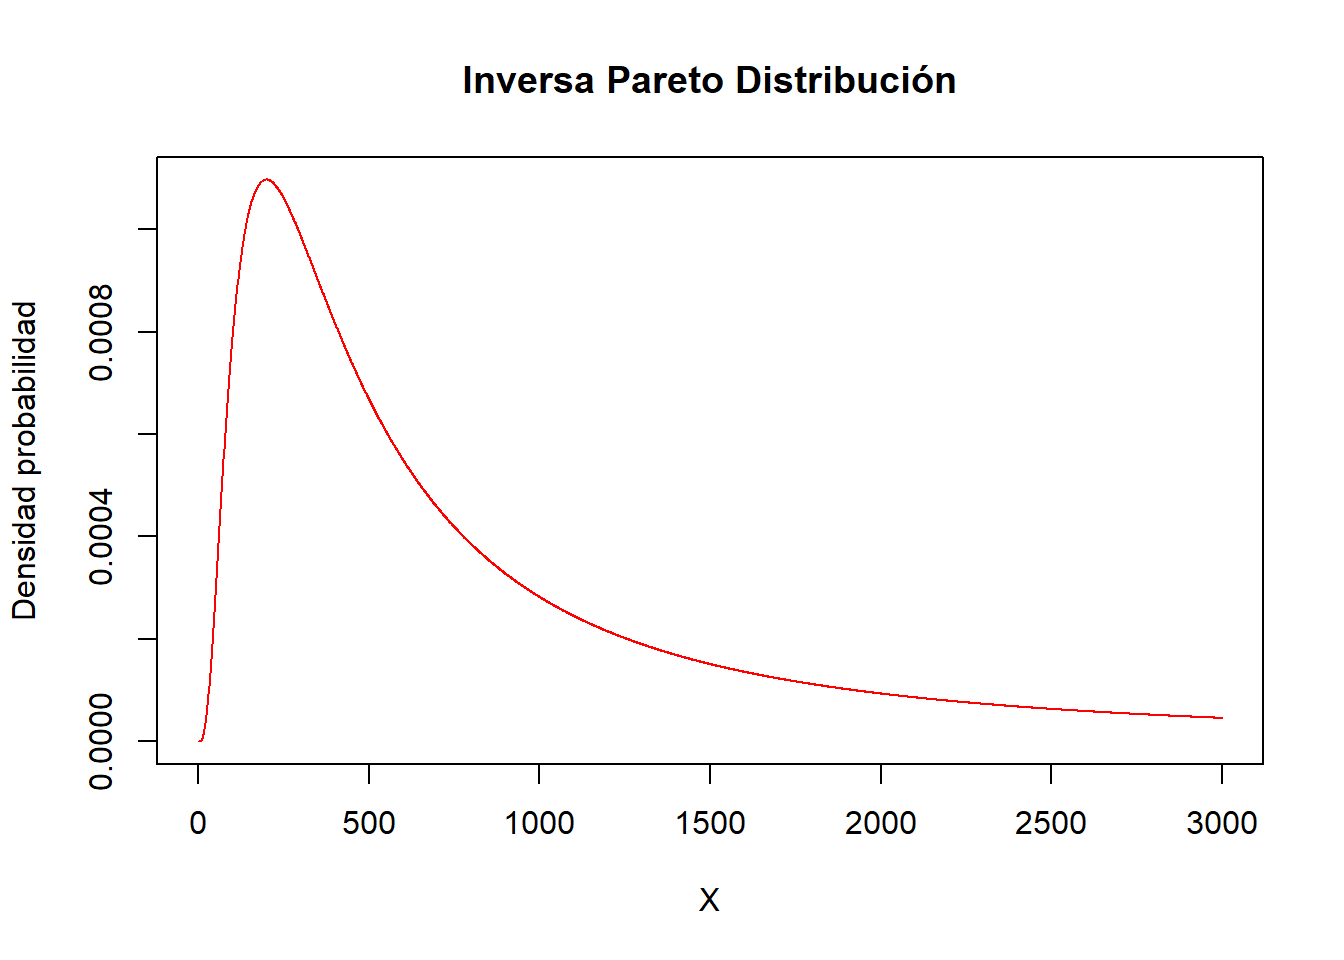 Inversa Pareto Distribución
Densidad probabilidad
0.0008
0.0004
0.0000
0 500 1000 1500 2000 2500 3000
X